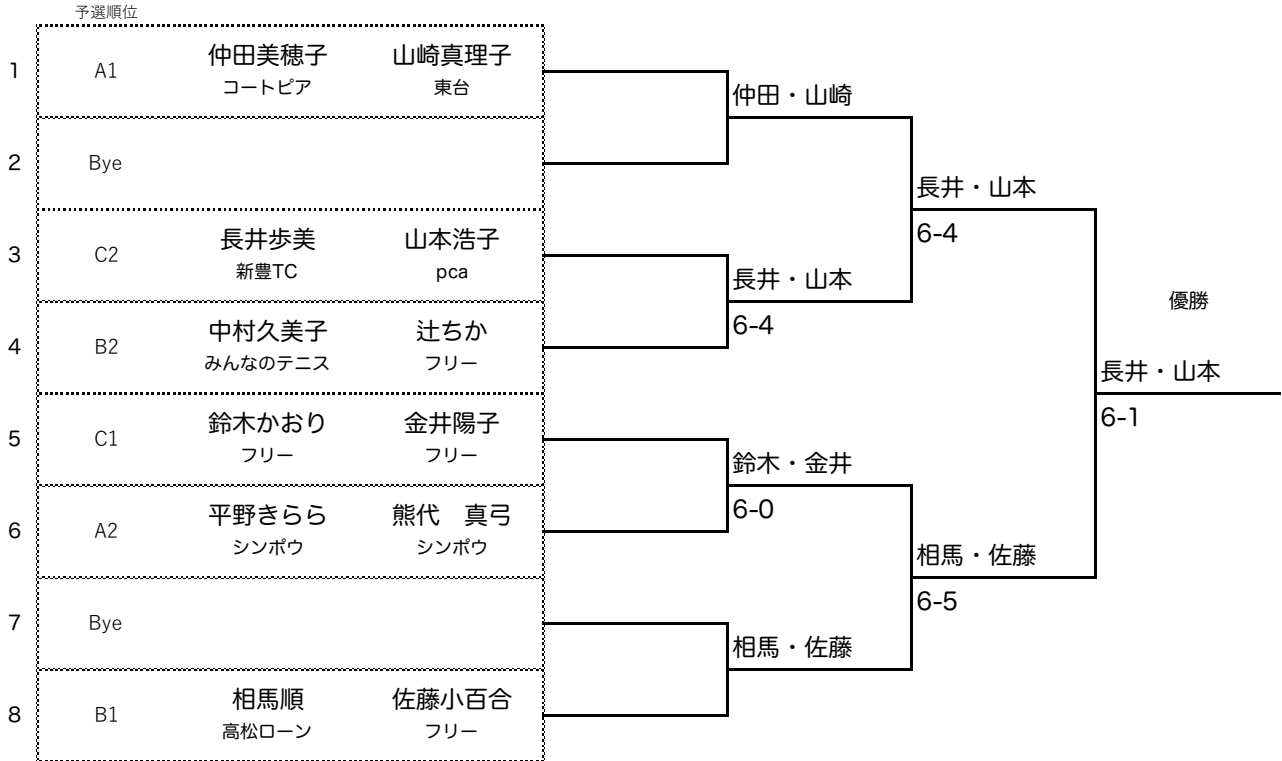 予選順位
1 A1 仲田美穂子 山崎真理子
コートピア 東台
仲田・山崎
2 Bye
長井・山本
6-4
3 C2 長井歩美 山本浩子
新豊TC pca
長井・山本
6-4
4 B2 中村久美子 辻ちか
みんなのテニス フリー
優勝
長井・山本
6-1
5 C1 鈴木かおり 金井陽子
フリー フリー
鈴木・金井
6-0
6 A2 平野きらら 熊代　真弓
シンポウ シンポウ
相馬・佐藤
6-5
7 Bye
相馬・佐藤
8 B1 相馬順 佐藤小百合
高松ローン フリー